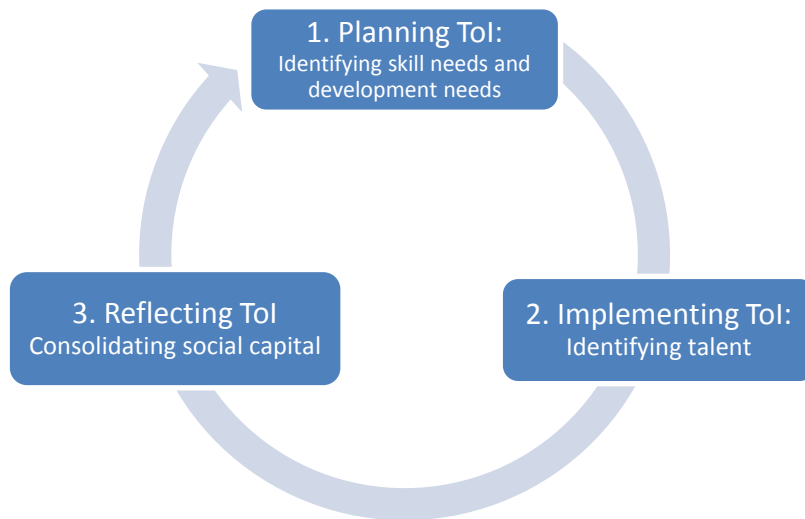 1. Planning ToI:
Identifying skill needs and
development needs
2. Implementing ToI:
Identifying talent
3. Reflecting ToI
Consolidating social capital